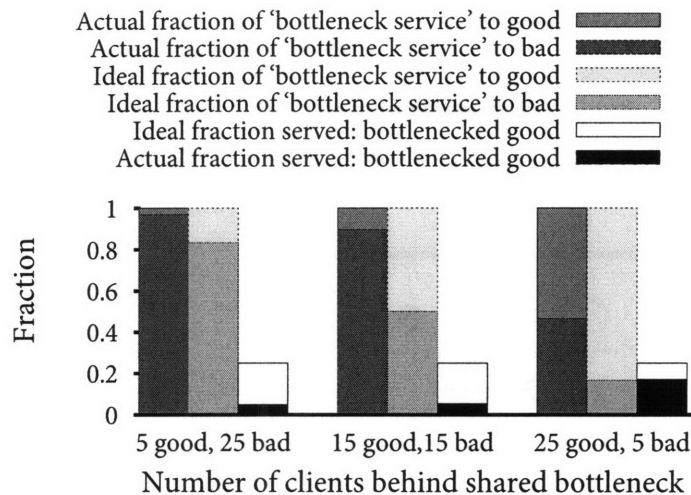 Actual fraction of ‘bottleneck service’ to good
Actual fraction of ‘bottleneck service’ to bad
Ideal fraction of ‘bottleneck service’ to good
Ideal fraction of ‘bottleneck service’ to bad
Ideal fraction served: bottlenecked good
Actual fraction served: bottlenecked good
1
0.8
0.6
0.4
0.2
0
Fraction
5 good, 25 bad
15 good,15 bad
25 good, 5 bad
Number of clients behind shared bottleneck